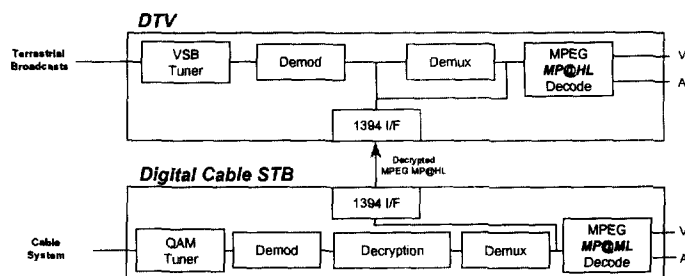 DTV
Terrestrial
Broadcasts
VSB
Tuner
Demod
Demux
MPEG
MP@HL
Decode
V
A
1394 I/F
Decrypted
MPEG MP@HL
Digital Cable STB
1394 I/F
Cable
System
QAM
Tuner
Demod
Decryption
Demux
MPEG
MP@ML
Decode
V
A